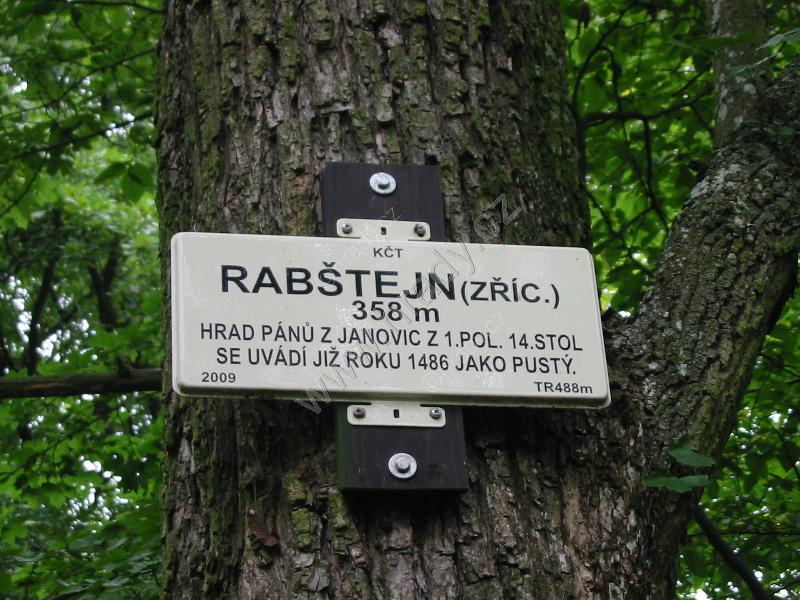 KČT
RABŠTEJN (ZŘÍC.)
358 m
HRAD PÁNŮ Z JANOVIC Z 1.POL. 14.STOL
SE UVÁDÍ JIŽ ROKU 1486 JAKO PUSTÝ.
2009 TR488m